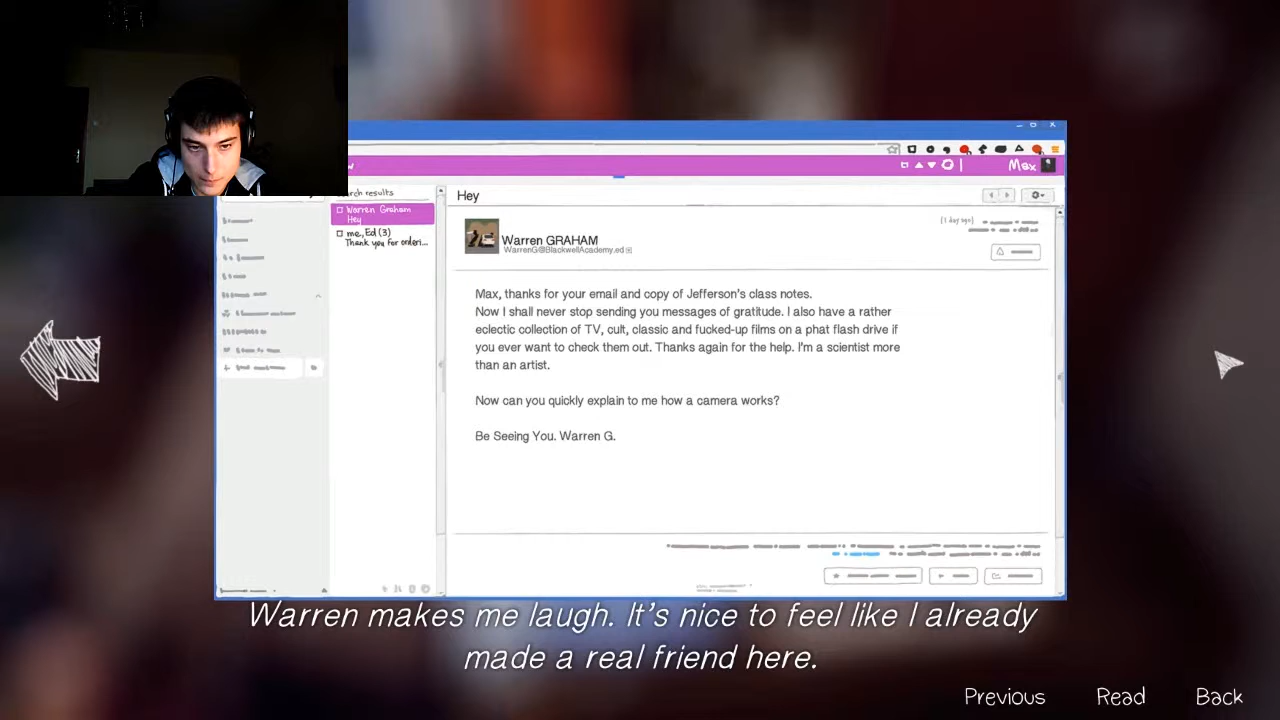 Max
rch results
Hey
Warren Graham
Hey
me, Ed (3)
Thank you for orderi...
(1 day ago)
Warren GRAHAM
WarrenG@BlackwellAcademy.ed
Max, thanks for your email and copy of Jefferson's class notes.
Now I shall never stop sending you messages of gratitude. I also have a rather
eclectic collection of TV, cult, classic and fucked-up films on a phat flash drive if
you ever want to check them out. Thanks again for the help. I'm a scientist more
than an artist.
Now can you quickly explain to me how a camera works?
Be Seeing You. Warren G.
Warren makes me laugh. It's nice to feel like I already
made a real friend here.
Previous Read Back